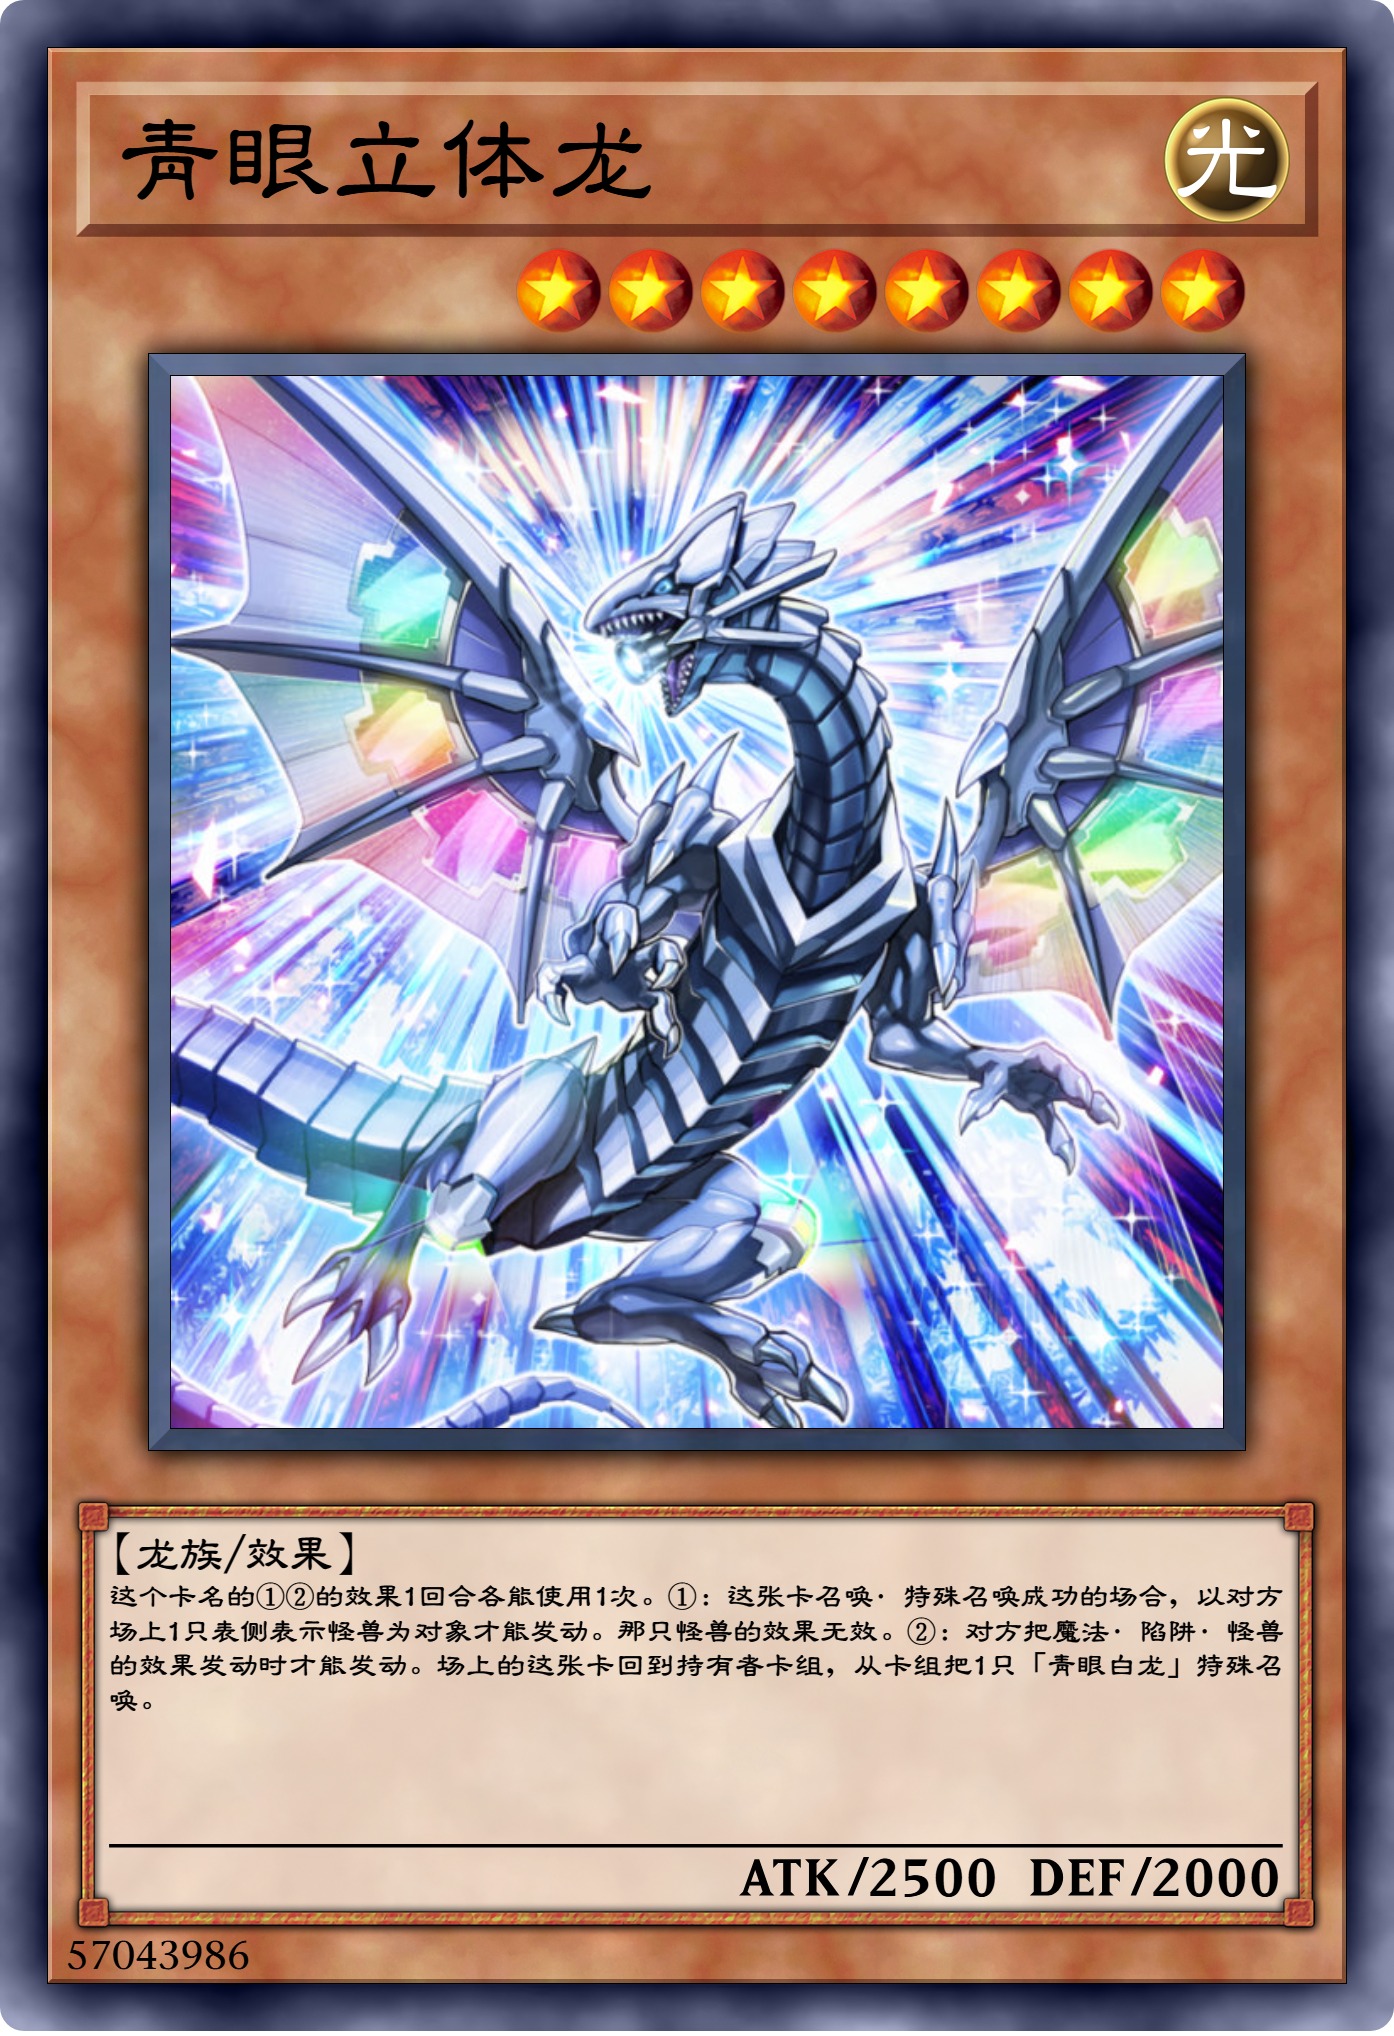 青眼立体龙
光
【龙族/效果】
这个卡名的①②的效果1回合各能使用1次。①：这张卡召唤·特殊召唤成功的场合，以对方
场上1只表侧表示怪兽为对象才能发动。那只怪兽的效果无效。②：对方把魔法·陷阱·怪兽
的效果发动时才能发动。场上的这张卡回到持有者卡组，从卡组把1只「青眼白龙」特殊召
唤。
ATK/2500 DEF/2000
57043986